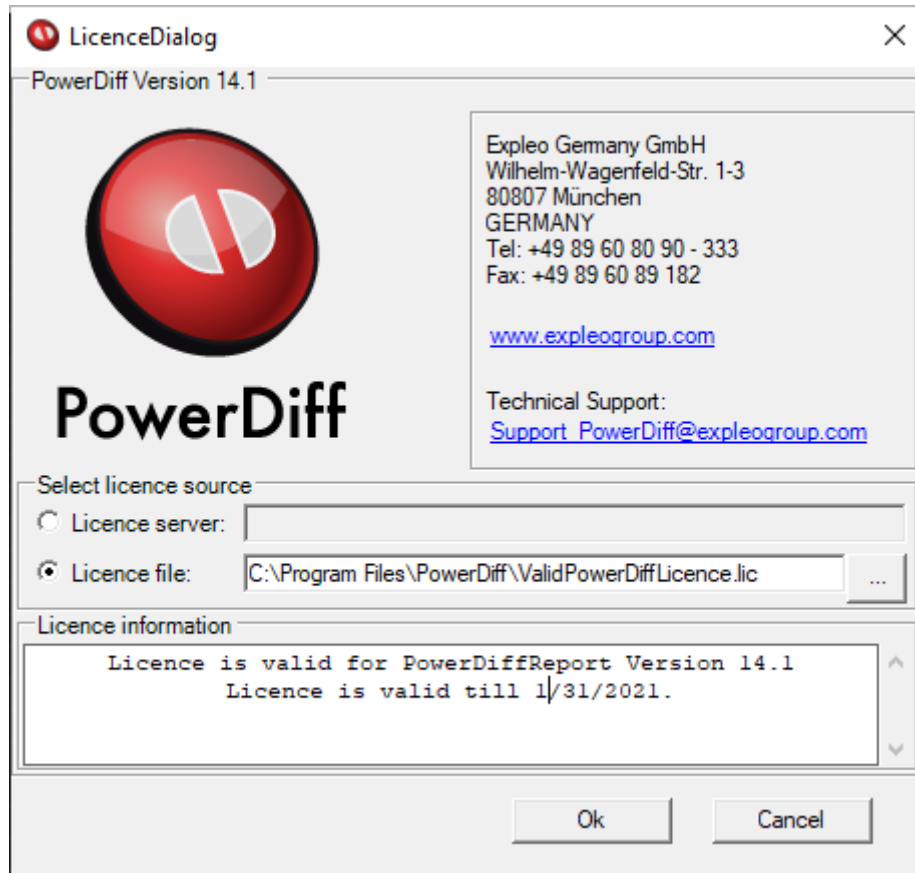 LicenceDialog
PowerDiff Version 14.1
Expleo Germany GmbH
Wilhelm-Wagenfeld-Str. 1-3
80807 München
GERMANY
Tel: +49 89 60 80 90 - 333
Fax: +49 89 60 89 182
www.expleogroup.com
Technical Support:
Support_PowerDiff@expleogroup.com
PowerDiff
Select licence source
Licence server:
Licence file: C:\Program Files\PowerDiff\ValidPowerDiffLicence.lic ...
Licence information
Licence is valid for PowerDiffReport Version 14.1
Licence is valid till 1/31/2021.
Ok Cancel